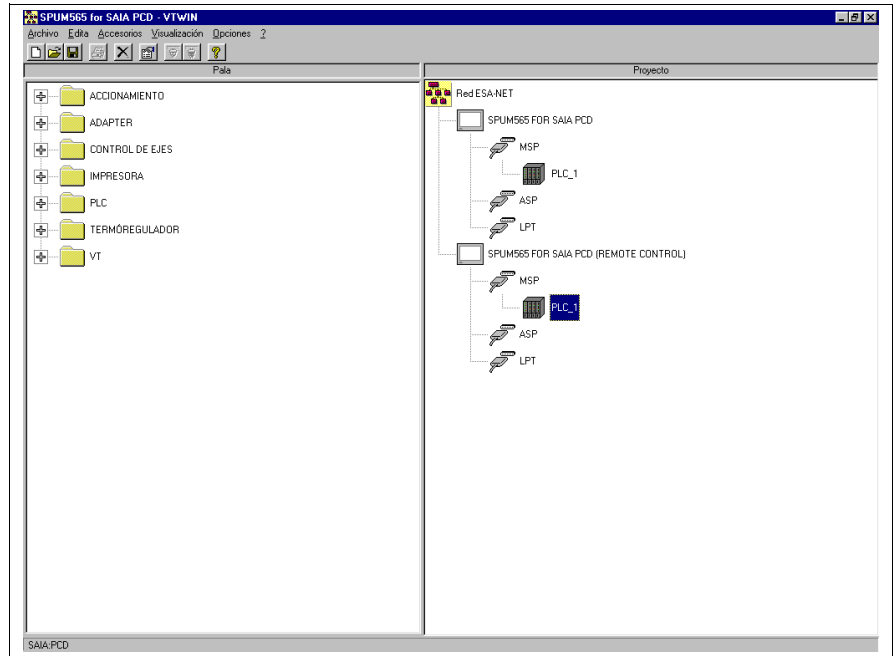 SPUM565 for SAIA PCD - VTWIN
Archivo Edita Accesorios Visualización Opciones ?
Pala
Proyecto
ACCIONAMIENTO
ADAPTER
CONTROL DE EJES
IMPRESORA
PLC
TERMÓREGULADOR
VT
Red ESA-NET
SPUM565 FOR SAIA PCD
MSP
PLC_1
ASP
LPT
SPUM565 FOR SAIA PCD (REMOTE CONTROL)
MSP
PLC_1
ASP
LPT
SAIA:PCD